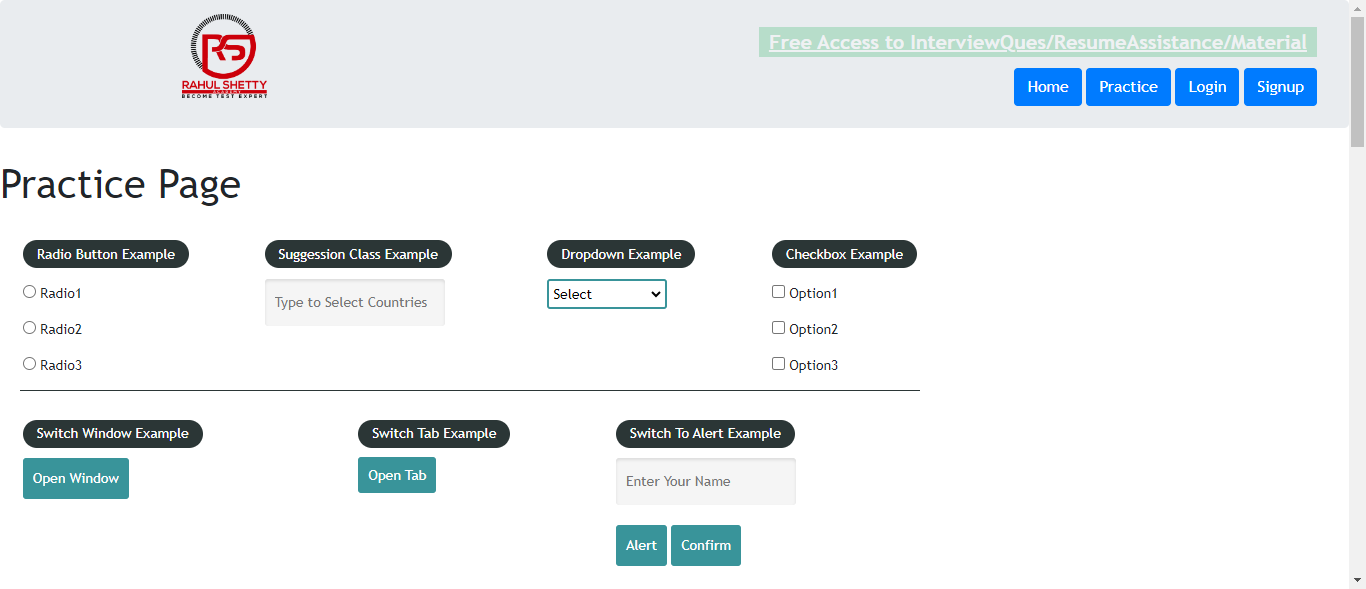 RS
RAHUL SHETTY
ACADEMY
BECOME TEST EXPERT
Free Access to InterviewQues/ResumeAssistance/Material
Home Practice Login Signup
Practice Page
Radio Button Example
Radio1
Radio2
Radio3
Suggession Class Example
Type to Select Countries
Dropdown Example
Select
Checkbox Example
Option1
Option2
Option3
Switch Window Example
Open Window
Switch Tab Example
Open Tab
Switch To Alert Example
Enter Your Name
Alert Confirm